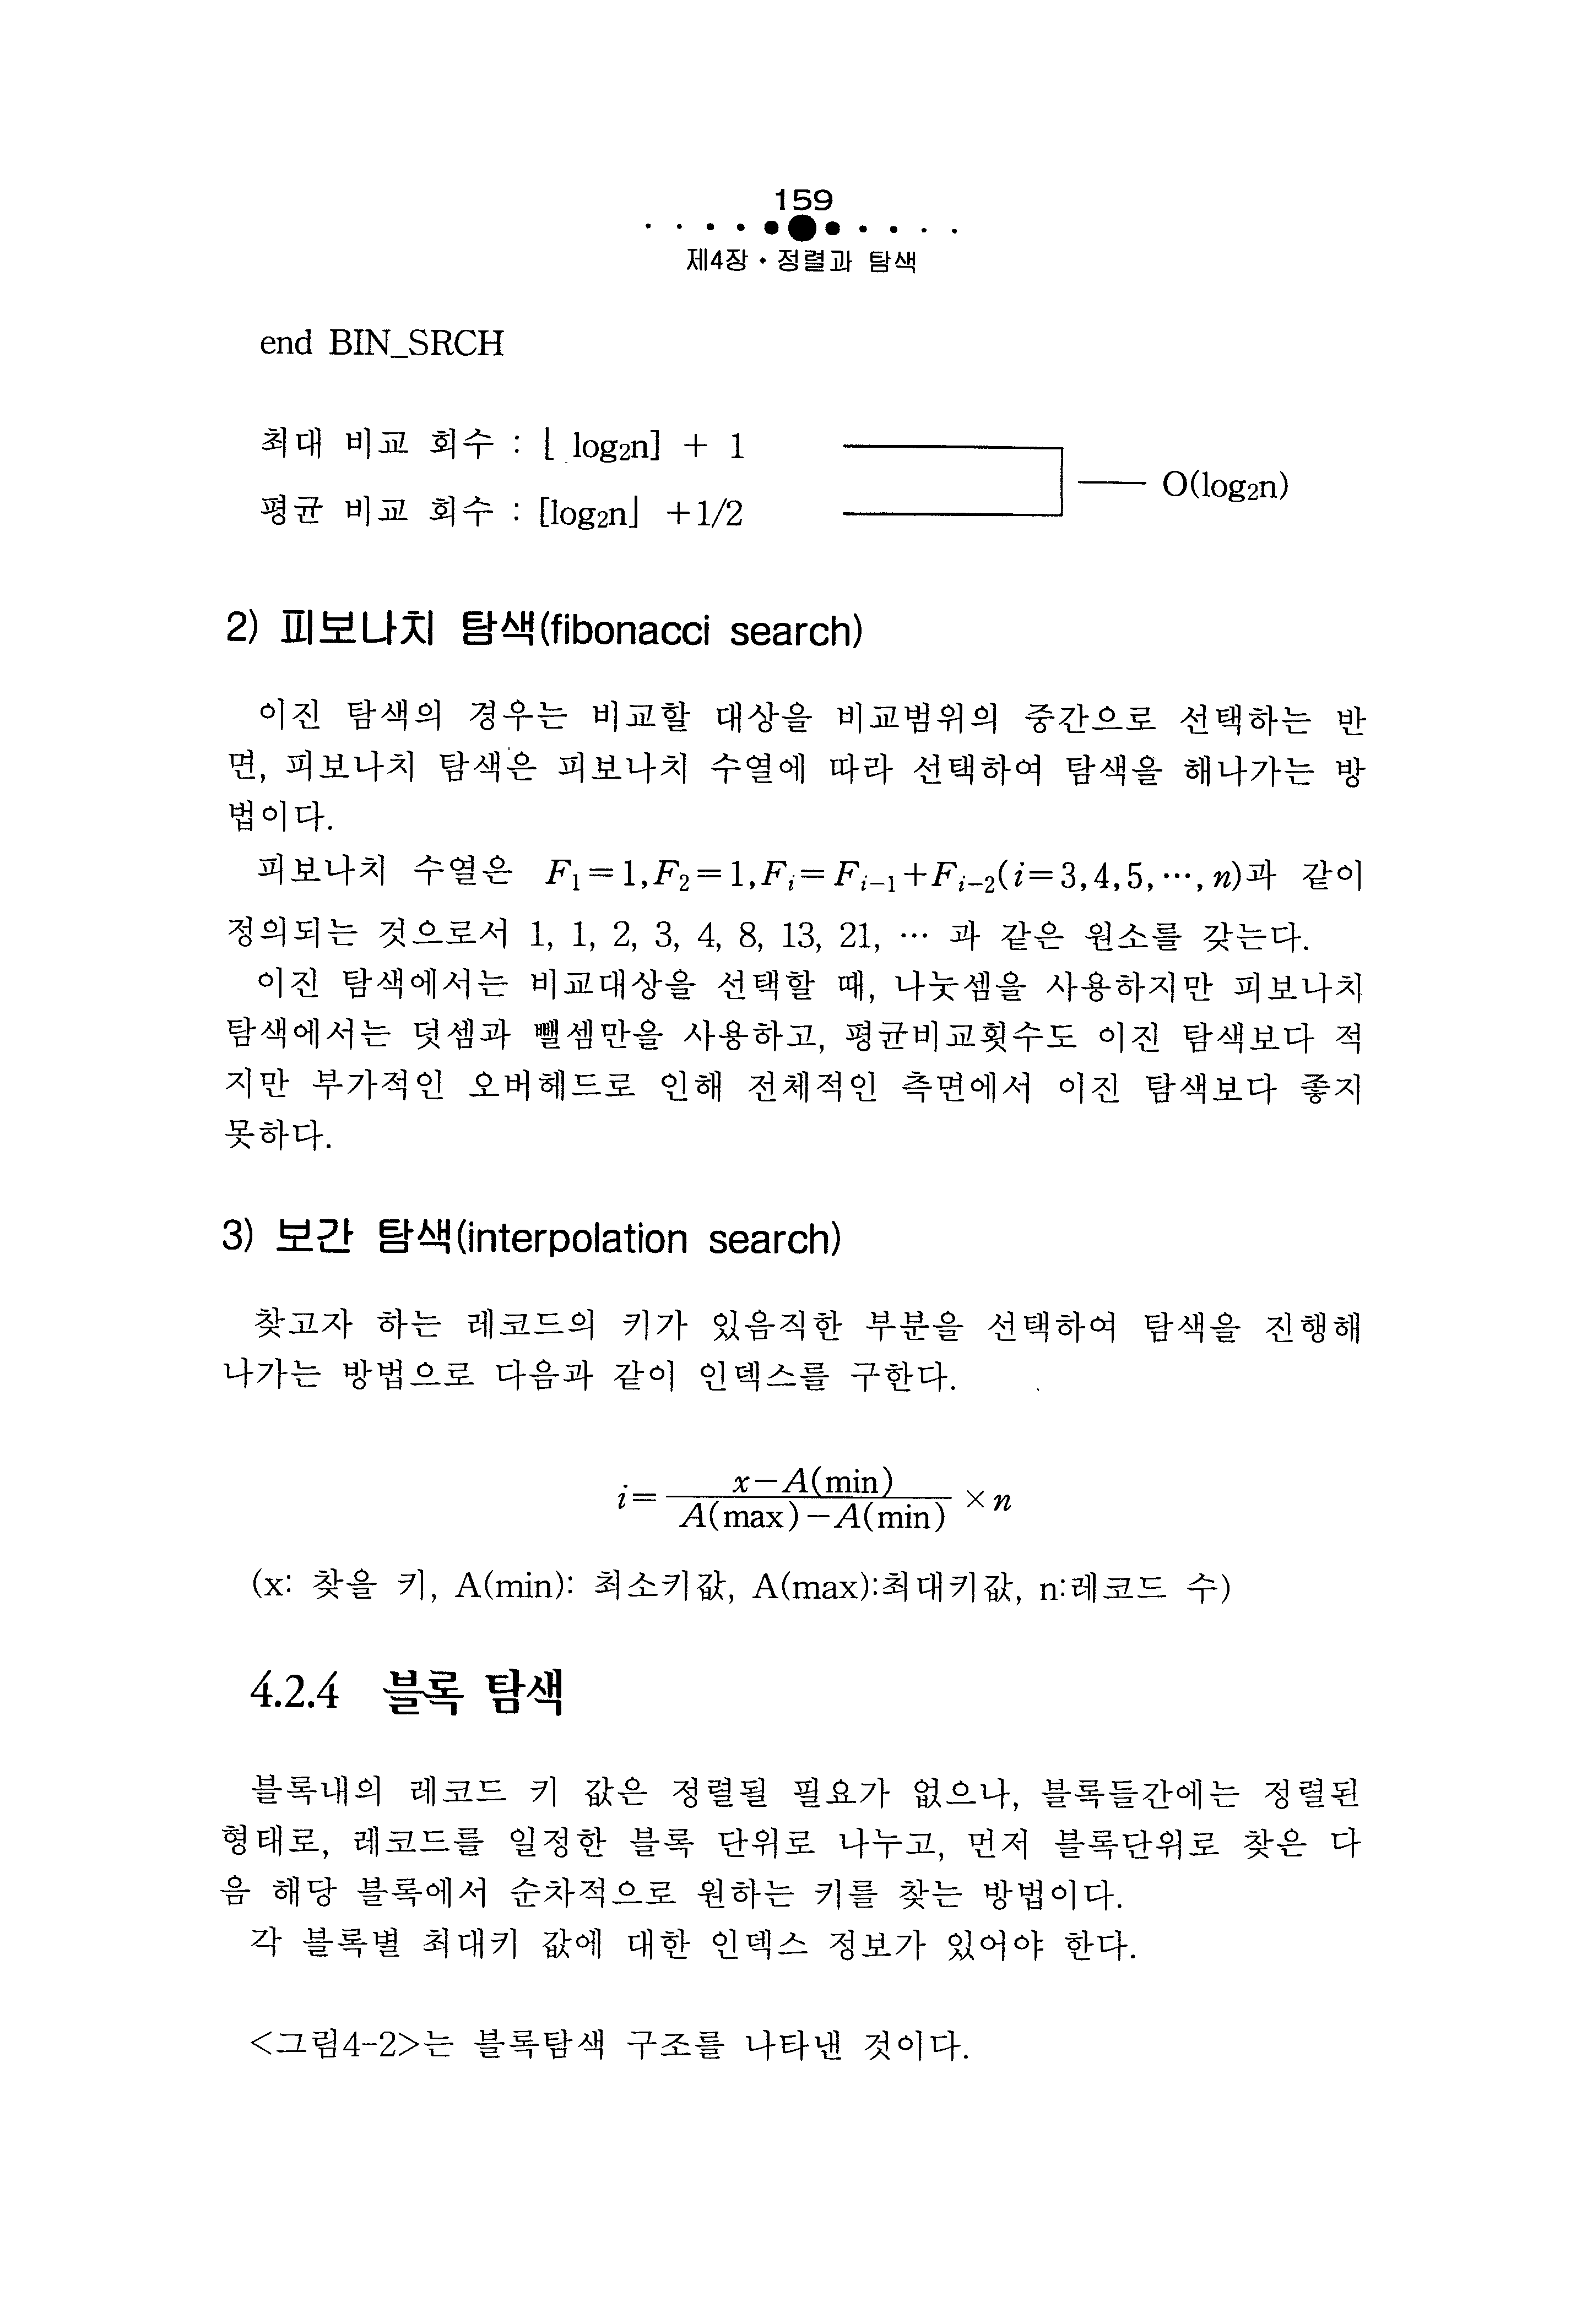 159
제4장 • 정렬과 탐색
end BIN_SRCH
최대 비교 회수 : ⌊ log₂n] + 1
평균 비교 회수 : [log₂n⌋ +1/2
O(log₂n)
2) 피보나치 탐색(fibonacci search)
이진 탐색의 경우는 비교할 대상을 비교범위의 중간으로 선택하는 반
면, 피보나치 탐색은 피보나치 수열에 따라 선택하여 탐색을 해나가는 방
법이다.
피보나치 수열은 F₁=1,F₂=1,Fᵢ=Fᵢ₋₁+Fᵢ₋₂(i=3,4,5,…,n)과 같이
정의되는 것으로서 1, 1, 2, 3, 4, 8, 13, 21, … 과 같은 원소를 갖는다.
이진 탐색에서는 비교대상을 선택할 때, 나눗셈을 사용하지만 피보나치
탐색에서는 덧셈과 뺄셈만을 사용하고, 평균비교횟수도 이진 탐색보다 적
지만 부가적인 오버헤드로 인해 전체적인 측면에서 이진 탐색보다 좋지
못하다.
3) 보간 탐색(interpolation search)
찾고자 하는 레코드의 키가 있음직한 부분을 선택하여 탐색을 진행해
나가는 방법으로 다음과 같이 인덱스를 구한다.
i= x−A(min) / A(max)−A(min) ×n
(x: 찾을 키, A(min): 최소키값, A(max):최대키값, n:레코드 수)
4.2.4 블록 탐색
블록내의 레코드 키 값은 정렬될 필요가 없으나, 블록들간에는 정렬된
형태로, 레코드를 일정한 블록 단위로 나누고, 먼저 블록단위로 찾은 다
음 해당 블록에서 순차적으로 원하는 키를 찾는 방법이다.
각 블록별 최대키 값에 대한 인덱스 정보가 있어야 한다.
<그림4-2>는 블록탐색 구조를 나타낸 것이다.